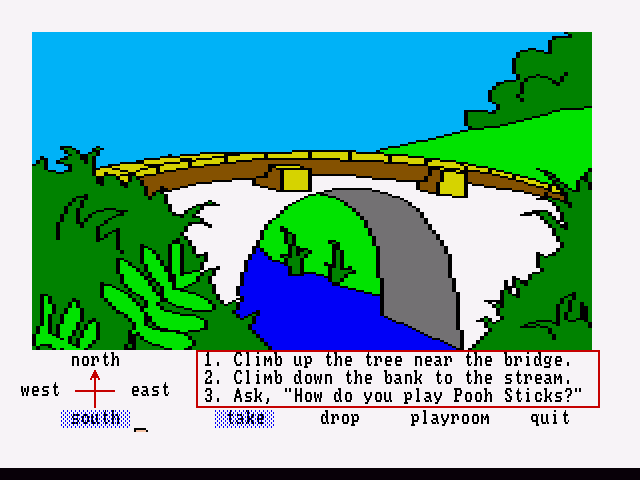 north
1. Climb up the tree near the bridge.
2. Climb down the bank to the stream.
west east
3. Ask, "How do you play Pooh Sticks?"
south take drop playroom quit